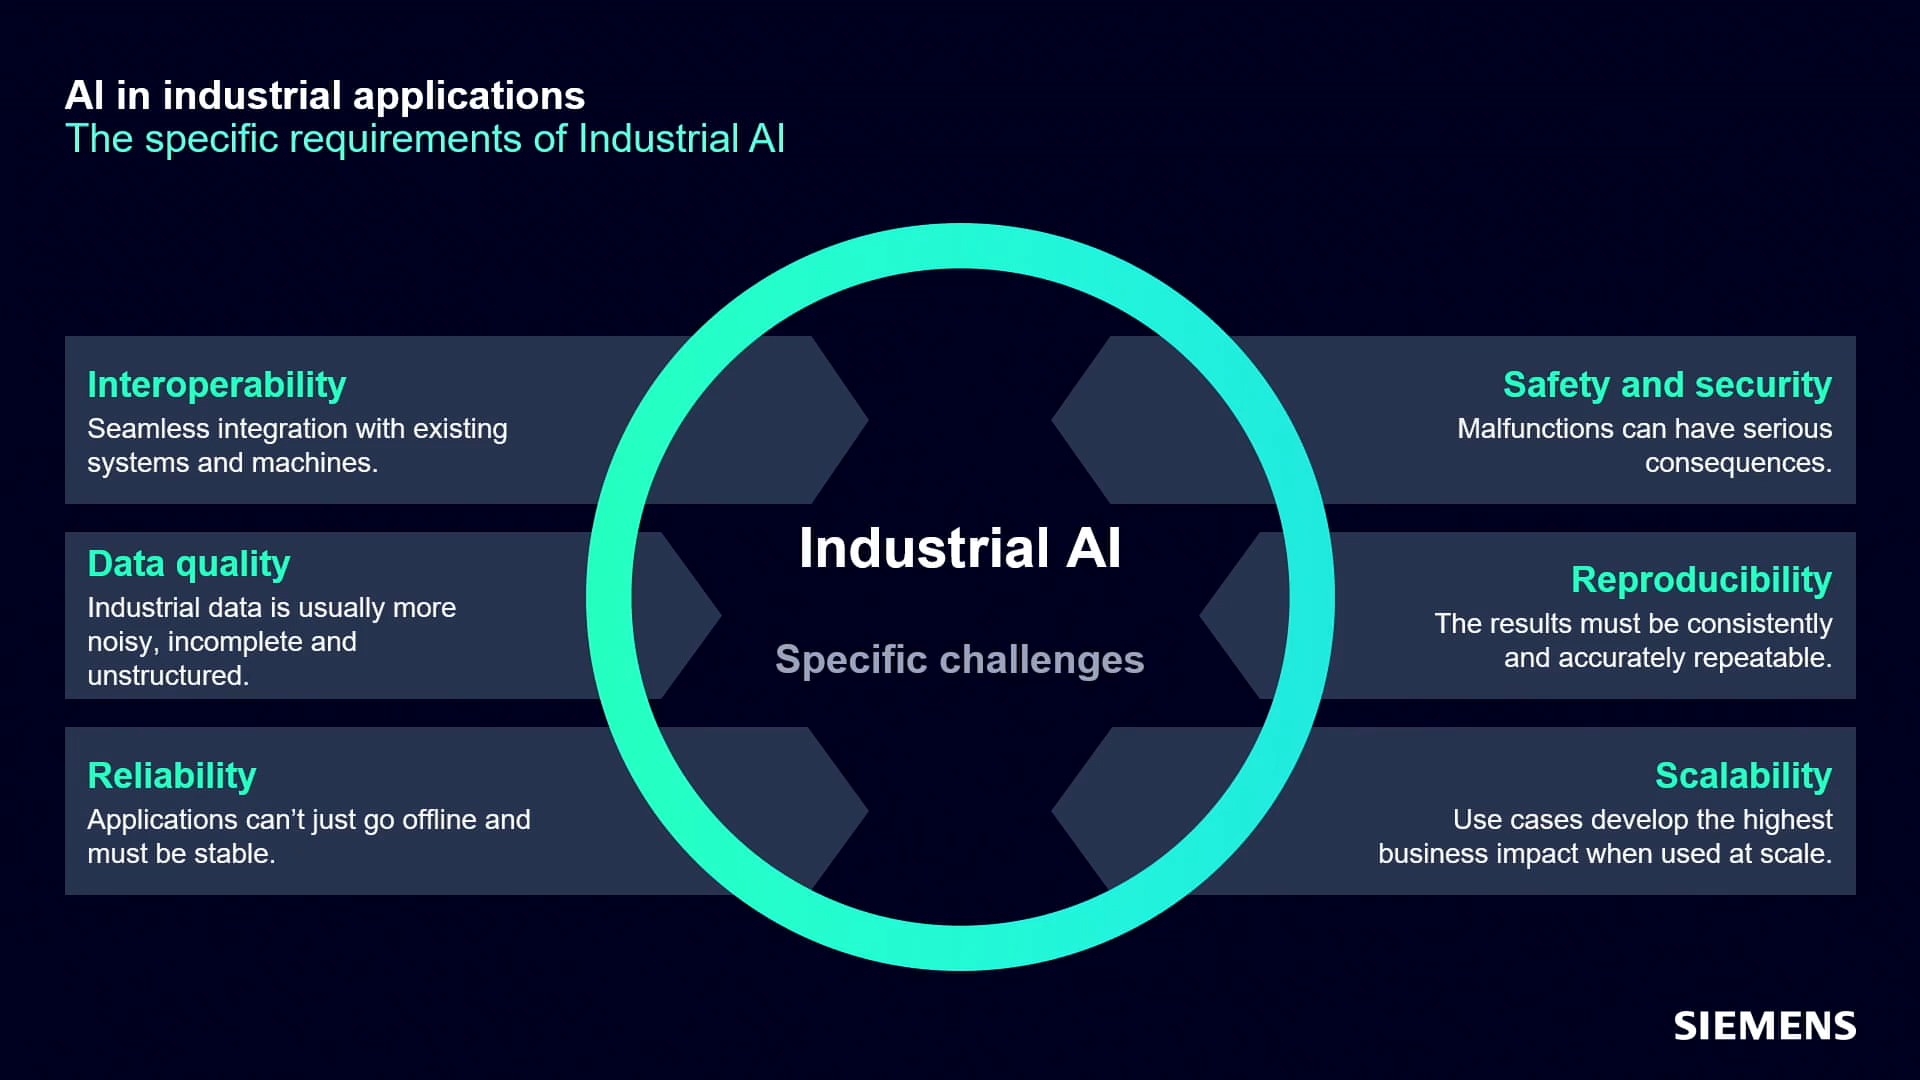 AI in industrial applications
The specific requirements of Industrial AI
Interoperability
Seamless integration with existing
systems and machines.
Data quality
Industrial data is usually more
noisy, incomplete and
unstructured.
Reliability
Applications can’t just go offline and
must be stable.
Industrial AI
Specific challenges
Safety and security
Malfunctions can have serious
consequences.
Reproducibility
The results must be consistently
and accurately repeatable.
Scalability
Use cases develop the highest
business impact when used at scale.
SIEMENS